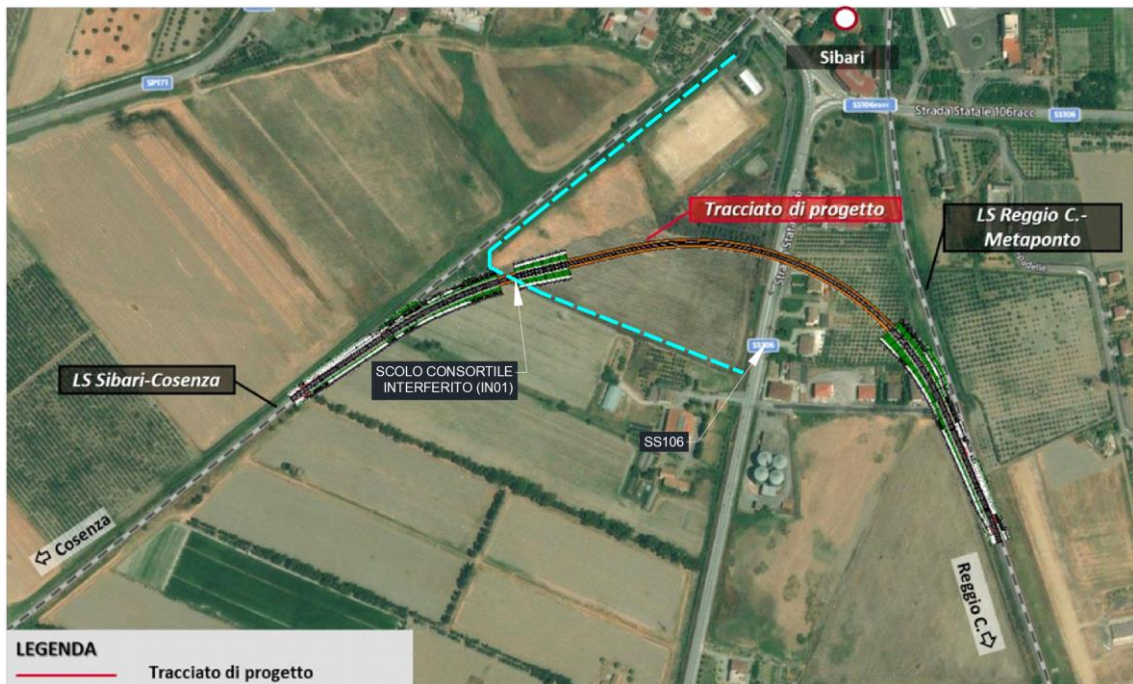 Sibari
SP171
SS106racc
Strada Statale 106racc
SS106
Tracciato di progetto
LS Reggio C.-
Metaponto
SCOLO CONSORTILE
INTERFERITO (IN01)
SS106
LS Sibari-Cosenza
SS106
Cosenza
Reggio C.
LEGENDA
Tracciato di progetto